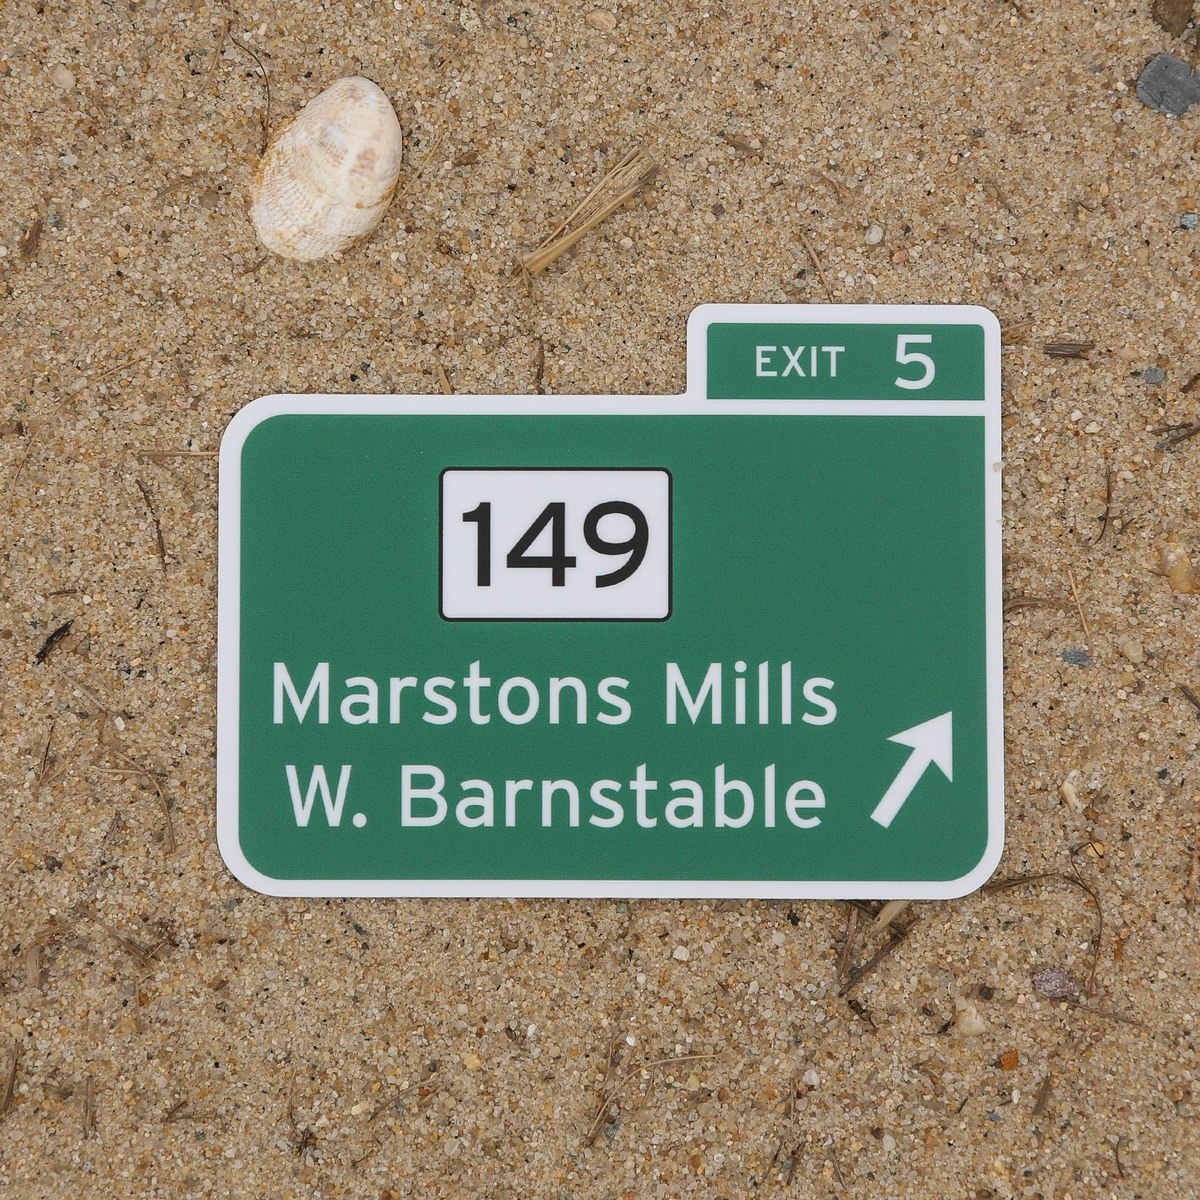 EXIT 5
149
Marstons Mills
W. Barnstable